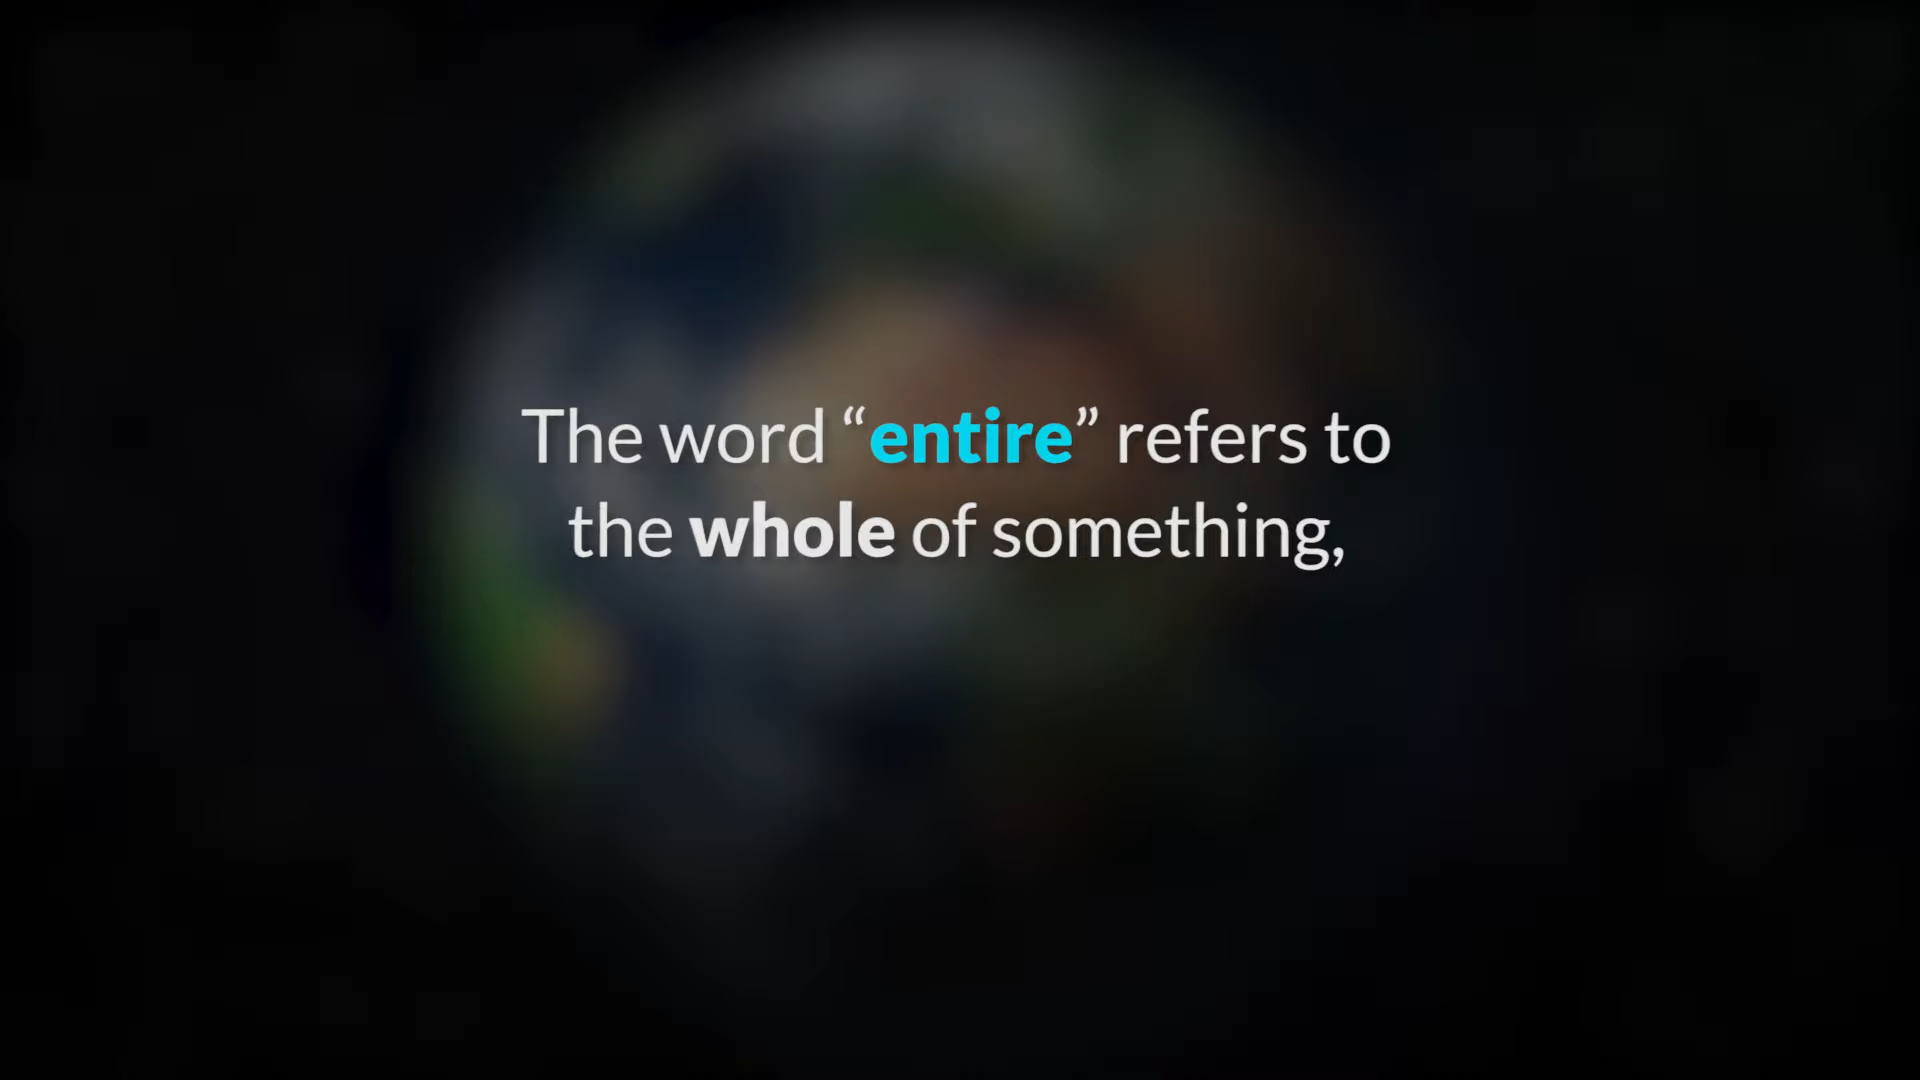 The word “entire” refers to
the whole of something,